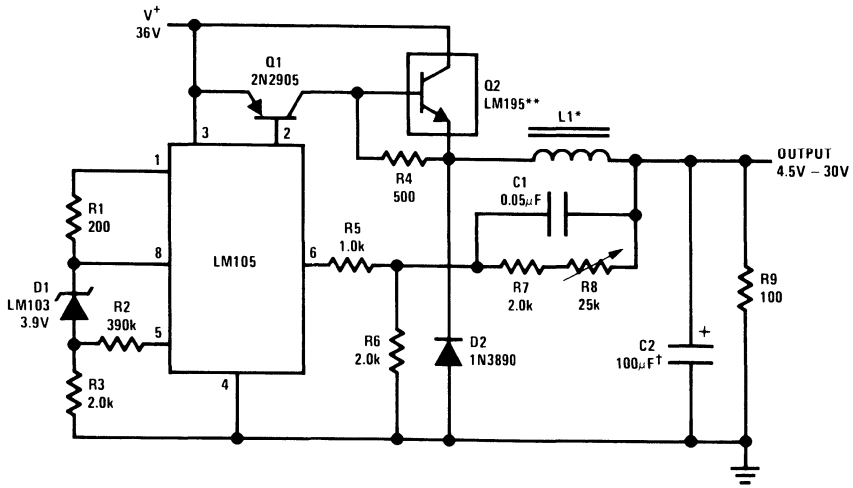 V+
36V
Q1
2N2905
Q2
LM195**
L1*
OUTPUT
4.5V – 30V
3
2
1
R4
500
C1
0.05µF
R1
200
R5
1.0k
8
LM105
6
R7
2.0k
R8
25k
R9
100
D1
LM103
3.9V
R2
390k
5
R6
2.0k
D2
1N3890
+
C2
100µF†
R3
2.0k
4